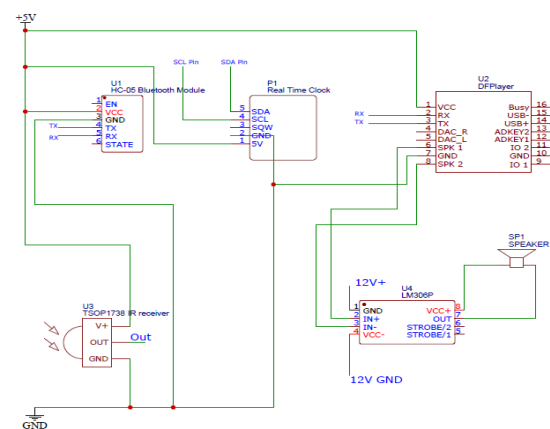 +5V
SCL Pin
SDA Pin
U1
HC-05 Bluetooth Module
1 EN
2 VCC
3 GND
4 TX
5 RX
6 STATE
TX
RX
P1
Real Time Clock
5 SDA
4 SCL
3 SQW
2 GND
1 5V
U2
DFPlayer
RX
TX
1 VCC Busy 16
2 RX USB- 15
3 TX USB+ 14
4 DAC_R ADKEY2 13
5 DAC_L ADKEY1 12
6 SPK 1 IO 2 11
7 GND GND 10
8 SPK 2 IO 1 9
SP1
SPEAKER
12V+
U4
LM306P
1 GND VCC+ 8
2 IN+ OUT 7
3 IN- STROBE/2 6
4 VCC- STROBE/1 5
12V GND
U3
TSOP1738 IR receiver
V+
OUT
GND
Out
GND